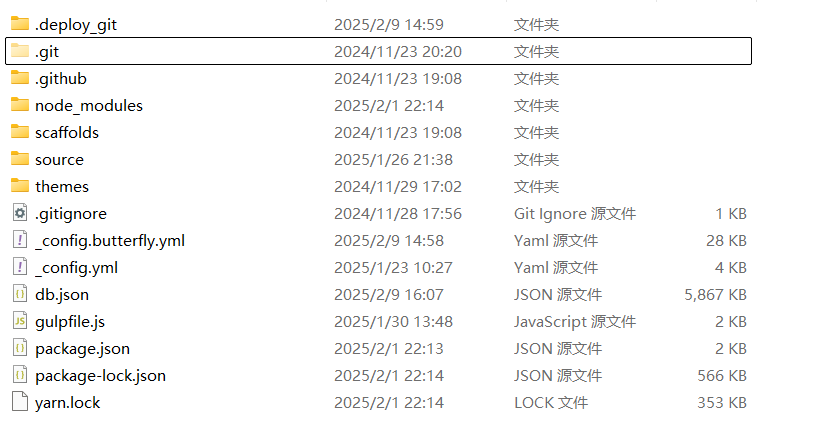 .deploy_git 2025/2/9 14:59 文件夹
.git 2024/11/23 20:20 文件夹
.github 2024/11/23 19:08 文件夹
node_modules 2025/2/1 22:14 文件夹
scaffolds 2024/11/23 19:08 文件夹
source 2025/1/26 21:38 文件夹
themes 2024/11/29 17:02 文件夹
.gitignore 2024/11/28 17:56 Git Ignore 源文件 1 KB
_config.butterfly.yml 2025/2/9 14:58 Yaml 源文件 28 KB
_config.yml 2025/1/23 10:27 Yaml 源文件 4 KB
db.json 2025/2/9 16:07 JSON 源文件 5,867 KB
gulpfile.js 2025/1/30 13:48 JavaScript 源文件 2 KB
package.json 2025/2/1 22:13 JSON 源文件 2 KB
package-lock.json 2025/2/1 22:14 JSON 源文件 566 KB
yarn.lock 2025/2/1 22:14 LOCK 文件 353 KB